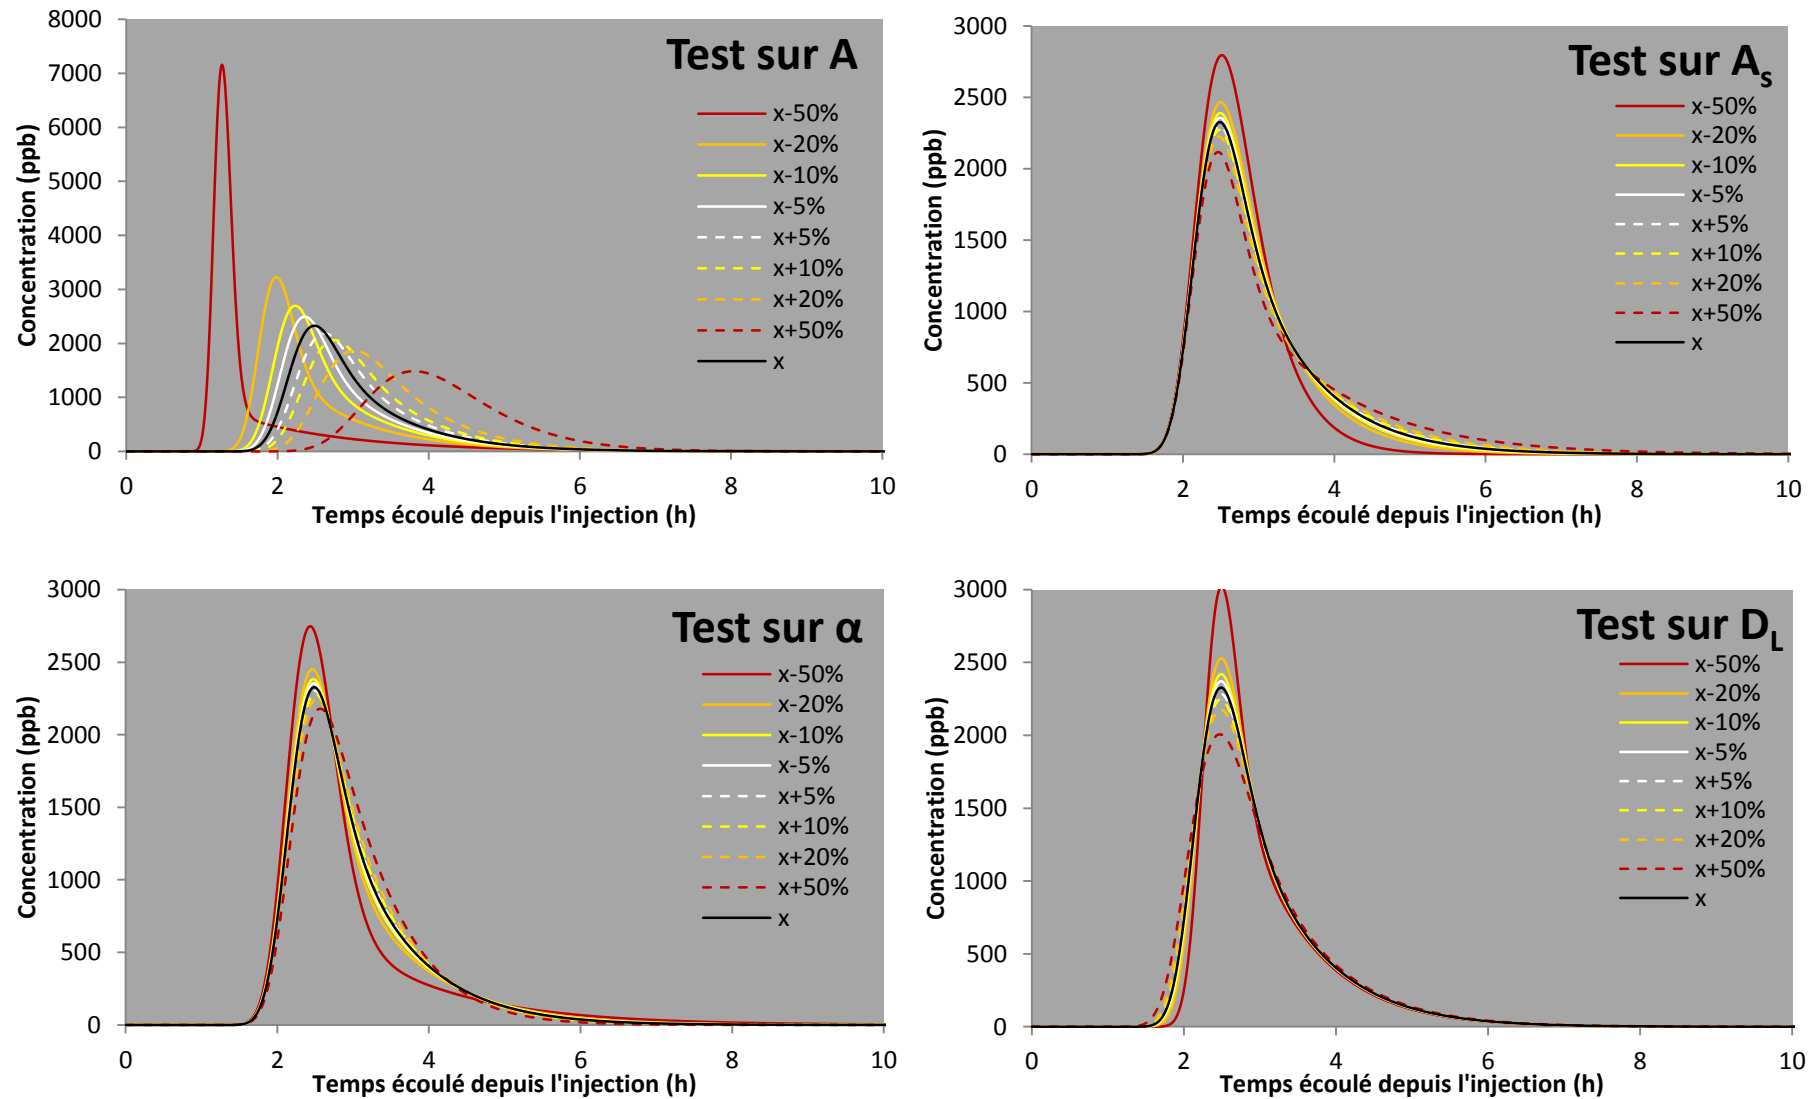 Test sur A
Concentration (ppb)
8000
7000
6000
5000
4000
3000
2000
1000
0
x-50%
x-20%
x-10%
x-5%
x+5%
x+10%
x+20%
x+50%
x
0 2 4 6 8 10
Temps écoulé depuis l'injection (h)
Test sur As
Concentration (ppb)
3000
2500
2000
1500
1000
500
0
x-50%
x-20%
x-10%
x-5%
x+5%
x+10%
x+20%
x+50%
x
0 2 4 6 8 10
Temps écoulé depuis l'injection (h)
Test sur α
Concentration (ppb)
3000
2500
2000
1500
1000
500
0
x-50%
x-20%
x-10%
x-5%
x+5%
x+10%
x+20%
x+50%
x
0 2 4 6 8 10
Temps écoulé depuis l'injection (h)
Test sur DL
Concentration (ppb)
3000
2500
2000
1500
1000
500
0
x-50%
x-20%
x-10%
x-5%
x+5%
x+10%
x+20%
x+50%
x
0 2 4 6 8 10
Temps écoulé depuis l'injection (h)